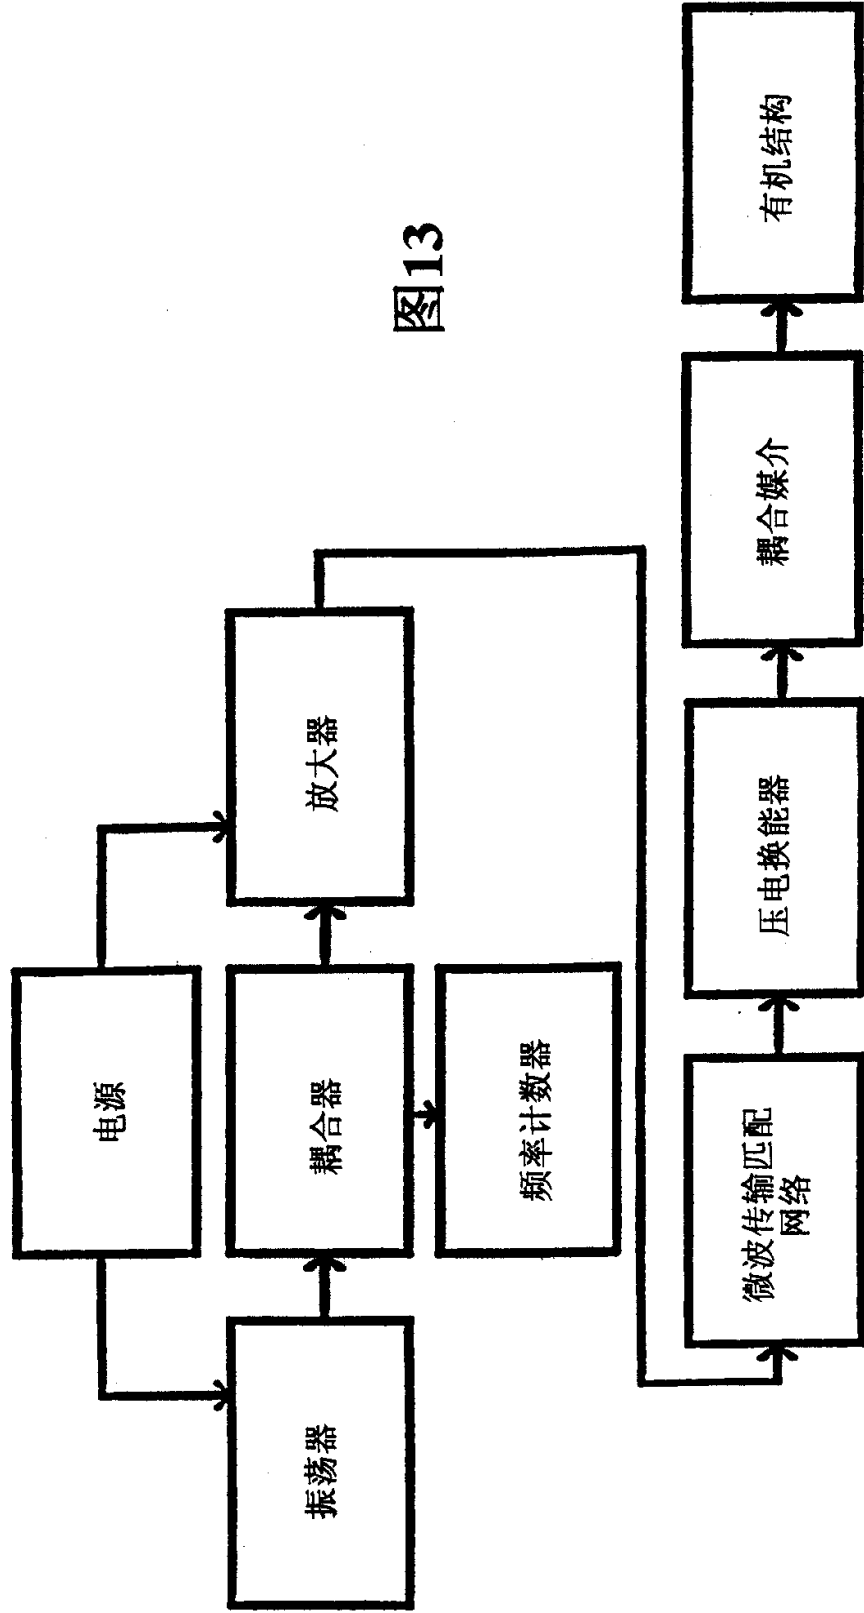 电源
振荡器
耦合器
放大器
频率计数器
图13
微波传输匹配
网络
压电换能器
耦合媒介
有机结构